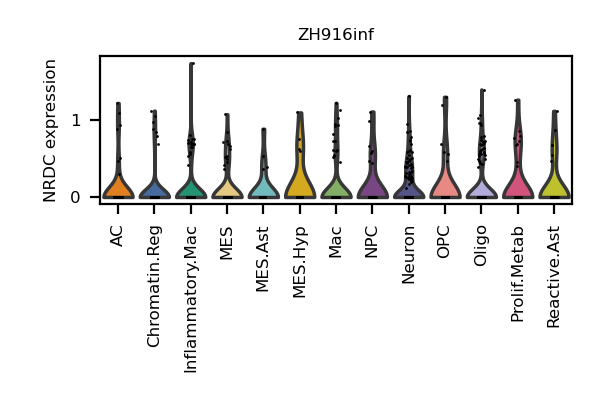 ZH916inf
NRDC expression
1
0
AC
Chromatin.Reg
Inflammatory.Mac
MES
MES.Ast
MES.Hyp
Mac
NPC
Neuron
OPC
Oligo
Prolif.Metab
Reactive.Ast